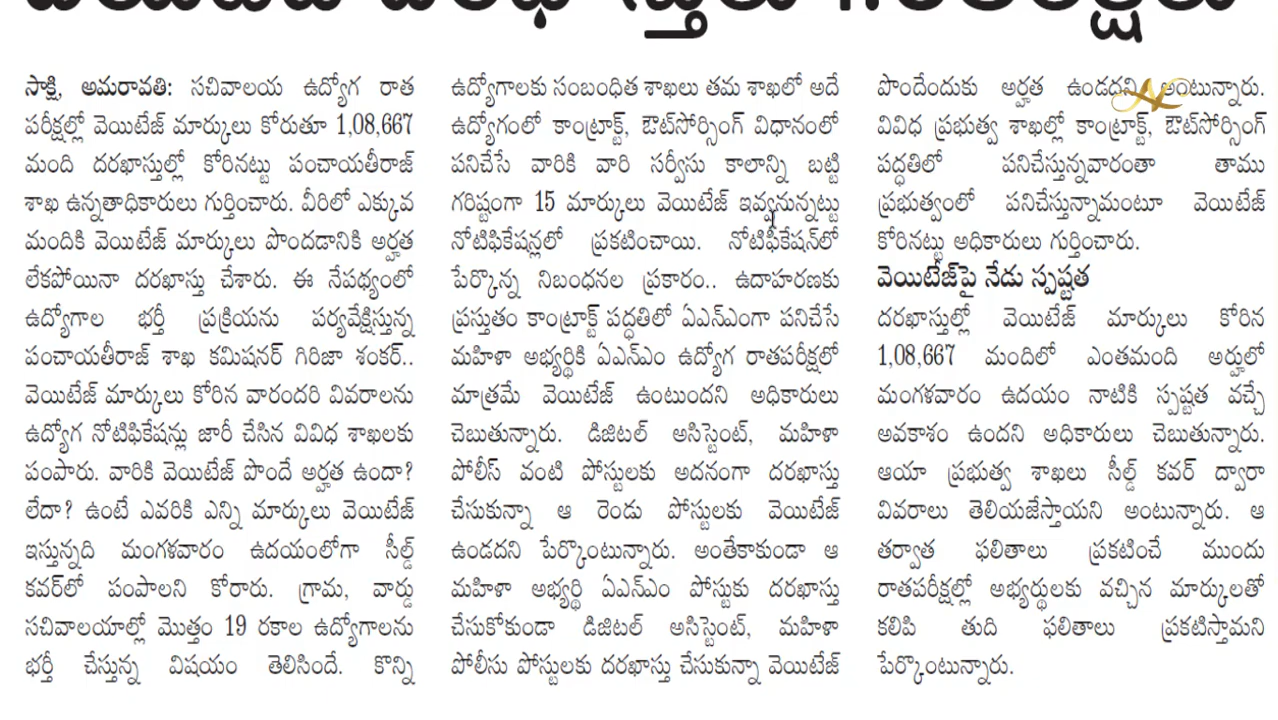 సాక్షి, అమరావతి: సచివాలయ ఉద్యోగ రాత
పరీక్షల్లో వెయిటేజ్ మార్కులు కోరుతూ 1,08,667
మంది దరఖాస్తుల్లో కోరినట్టు పంచాయతీరాజ్
శాఖ ఉన్నతాధికారులు గుర్తించారు. వీరిలో ఎక్కువ
మందికి వెయిటేజ్ మార్కులు పొందడానికి అర్హత
లేకపోయినా దరఖాస్తు చేశారు. ఈ నేపథ్యంలో
ఉద్యోగాల భర్తీ ప్రక్రియను పర్యవేక్షిస్తున్న
పంచాయతీరాజ్ శాఖ కమిషనర్ గిరిజా శంకర్..
వెయిటేజ్ మార్కులు కోరిన వారందరి వివరాలను
ఉద్యోగ నోటిఫికేషన్లు జారీ చేసిన వివిధ శాఖలకు
పంపారు. వారికి వెయిటేజ్ పొందే అర్హత ఉందా?
లేదా? ఉంటే ఎవరికి ఎన్ని మార్కులు వెయిటేజ్
ఇస్తున్నది మంగళవారం ఉదయంలోగా సీల్డ్
కవర్‌లో పంపాలని కోరారు. గ్రామ, వార్డు
సచివాలయాల్లో మొత్తం 19 రకాల ఉద్యోగాలను
భర్తీ చేస్తున్న విషయం తెలిసిందే. కొన్ని
ఉద్యోగాలకు సంబంధిత శాఖలు తమ శాఖలో అదే
ఉద్యోగంలో కాంట్రాక్ట్, ఔట్‌సోర్సింగ్ విధానంలో
పనిచేసే వారికి వారి సర్వీసు కాలాన్ని బట్టి
గరిష్టంగా 15 మార్కులు వెయిటేజ్ ఇవ్వనున్నట్టు
నోటిఫికేషన్లలో ప్రకటించాయి. నోటిఫికేషన్‌లో
పేర్కొన్న నిబంధనల ప్రకారం.. ఉదాహరణకు
ప్రస్తుతం కాంట్రాక్ట్ పద్ధతిలో ఏఎన్ఎంగా పనిచేసే
మహిళా అభ్యర్థికి ఏఎన్ఎం ఉద్యోగ రాతపరీక్షలో
మాత్రమే వెయిటేజ్ ఉంటుందని అధికారులు
చెబుతున్నారు. డిజిటల్ అసిస్టెంట్, మహిళా
పోలీస్ వంటి పోస్టులకు అదనంగా దరఖాస్తు
చేసుకున్నా ఆ రెండు పోస్టులకు వెయిటేజ్
ఉండదని పేర్కొంటున్నారు. అంతేకాకుండా ఆ
మహిళా అభ్యర్థి ఏఎన్ఎం పోస్టుకు దరఖాస్తు
చేసుకోకుండా డిజిటల్ అసిస్టెంట్, మహిళా
పోలీసు పోస్టులకు దరఖాస్తు చేసుకున్నా వెయిటేజ్
పొందేందుకు అర్హత ఉండదని అంటున్నారు.
వివిధ ప్రభుత్వ శాఖల్లో కాంట్రాక్ట్, ఔట్‌సోర్సింగ్
పద్ధతిలో పనిచేస్తున్నవారంతా తాము
ప్రభుత్వంలో పనిచేస్తున్నామంటూ వెయిటేజ్
కోరినట్టు అధికారులు గుర్తించారు.
వెయిటేజ్‌పై నేడు స్పష్టత
దరఖాస్తుల్లో వెయిటేజ్ మార్కులు కోరిన
1,08,667 మందిలో ఎంతమంది అర్హులో
మంగళవారం ఉదయం నాటికి స్పష్టత వచ్చే
అవకాశం ఉందని అధికారులు చెబుతున్నారు.
ఆయా ప్రభుత్వ శాఖలు సీల్డ్ కవర్ ద్వారా
వివరాలు తెలియజేస్తాయని అంటున్నారు. ఆ
తర్వాత ఫలితాలు ప్రకటించే ముందు
రాతపరీక్షల్లో అభ్యర్థులకు వచ్చిన మార్కులతో
కలిపి తుది ఫలితాలు ప్రకటిస్తామని
పేర్కొంటున్నారు.